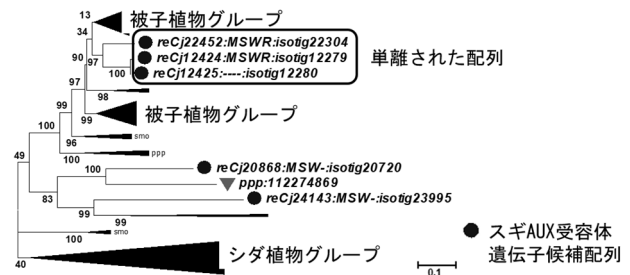 13
被子植物グループ
34
reCj22452:MSWR:isotig22304
90
97
reCj12424:MSWR:isotig12279
単離された配列
100
reCj12425:----:isotig12280
97
98
99
被子植物グループ
99
100
96
smo
100
ppp
49
100
reCj20868:MSW-:isotig20720
ppp:112274869
83
reCj24143:MSW-:isotig23995
99
99
スギAUX受容体
遺伝子候補配列
100
smo
シダ植物グループ
40
0.1